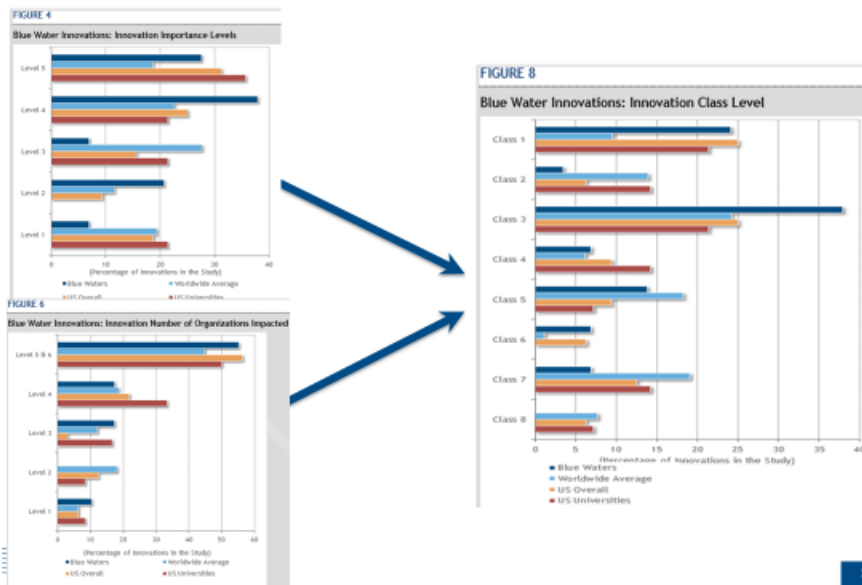 FIGURE 4
Blue Water Innovations: Innovation Importance Levels
Level 5
Level 4
Level 3
Level 2
Level 1
0 10 20 30 40
(Percentage of Innovations in the Study)
Blue Waters Worldwide Average
US Overall US Universities
FIGURE 6
Blue Water Innovations: Innovation Number of Organizations Impacted
Level 5 & 6
Level 4
Level 3
Level 2
Level 1
0 10 20 30 40 50 60
(Percentage of Innovations in the Study)
Blue Waters Worldwide Average
US Overall US Universities
FIGURE 8
Blue Water Innovations: Innovation Class Level
Class 1
Class 2
Class 3
Class 4
Class 5
Class 6
Class 7
Class 8
0 5 10 15 20 25 30 35 40
(Percentage of Innovations in the Study)
Blue Waters
Worldwide Average
US Overall
US Universities